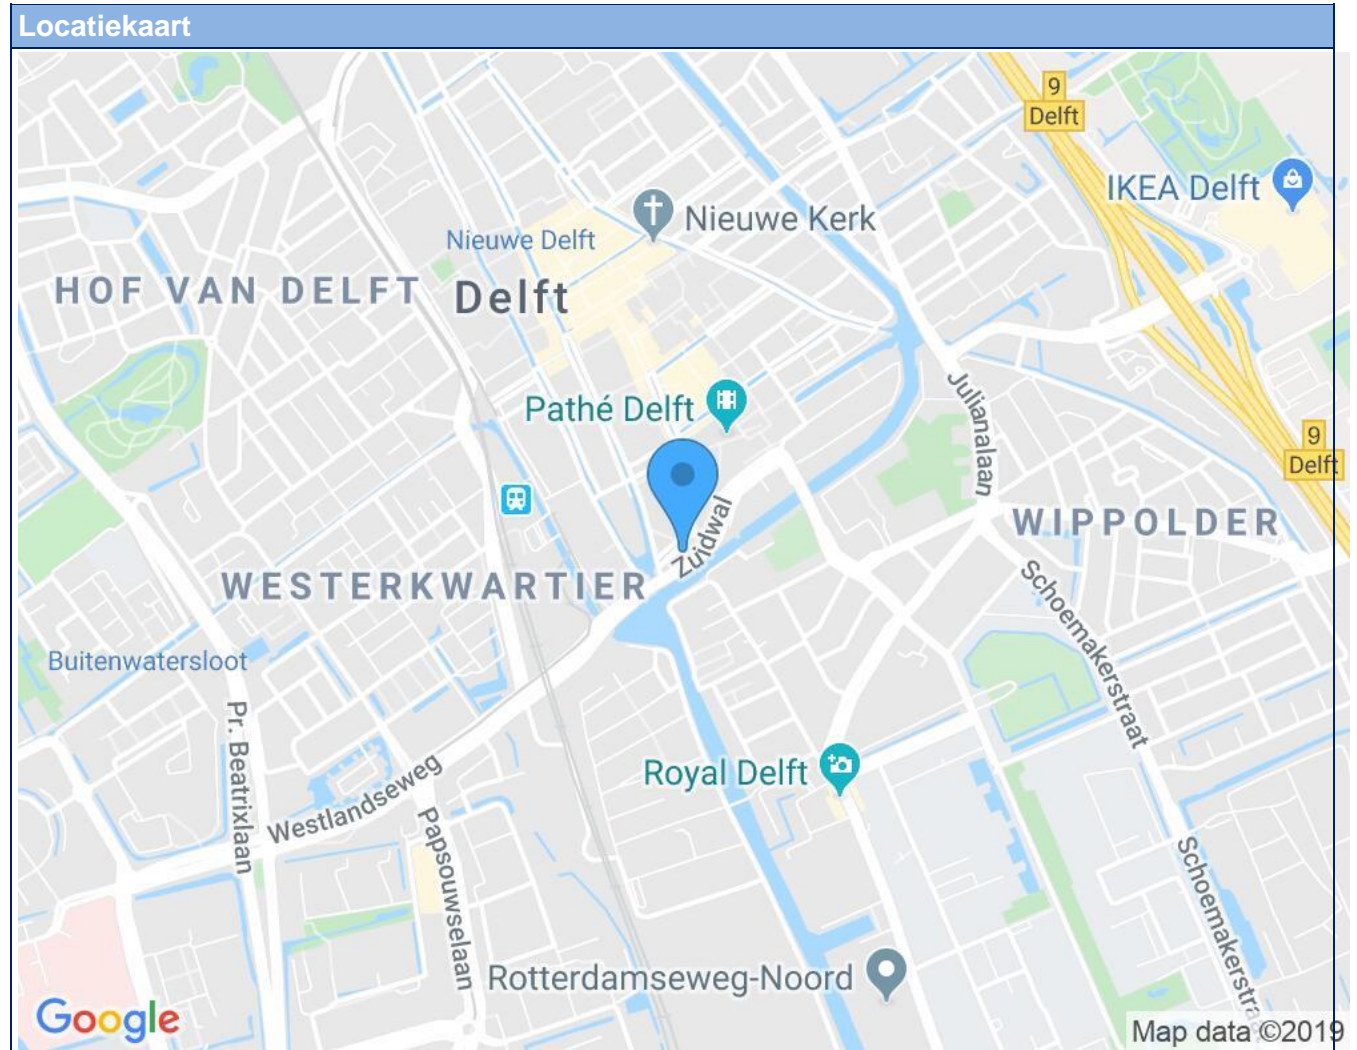 Locatiekaart
9
Delft
IKEA Delft
Nieuwe Kerk
Nieuwe Delft
HOF VAN DELFT
Delft
Julianalaan
Pathé Delft
9
Delft
Zuidwal
WIPPOLDER
WESTERKWARTIER
Schoemakerstraat
Buitenwatersloot
Pr. Beatrixlaan
Westlandseweg
Royal Delft
Papsouwselaan
Schoemakerstra
Rotterdamseweg-Noord
Google
Map data ©2019